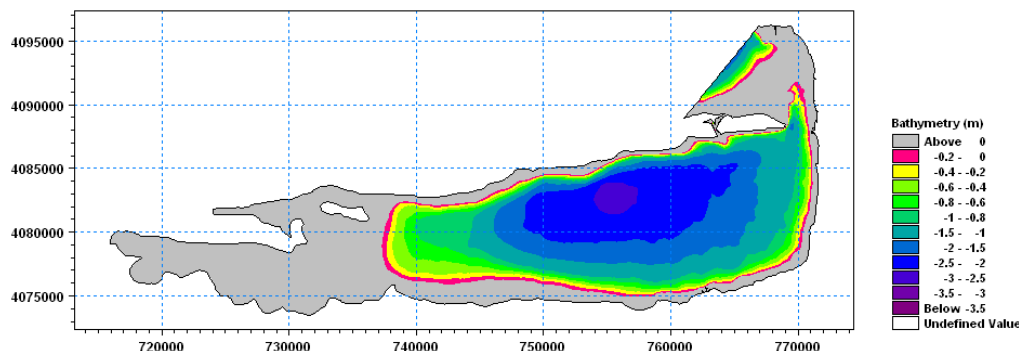 4095000
4090000
4085000
4080000
4075000
720000 730000 740000 750000 760000 770000
Bathymetry (m)
Above 0
-0.2 - 0
-0.4 - -0.2
-0.6 - -0.4
-0.8 - -0.6
-1 - -0.8
-1.5 - -1
-2 - -1.5
-2.5 - -2
-3 - -2.5
-3.5 - -3
Below -3.5
Undefined Value